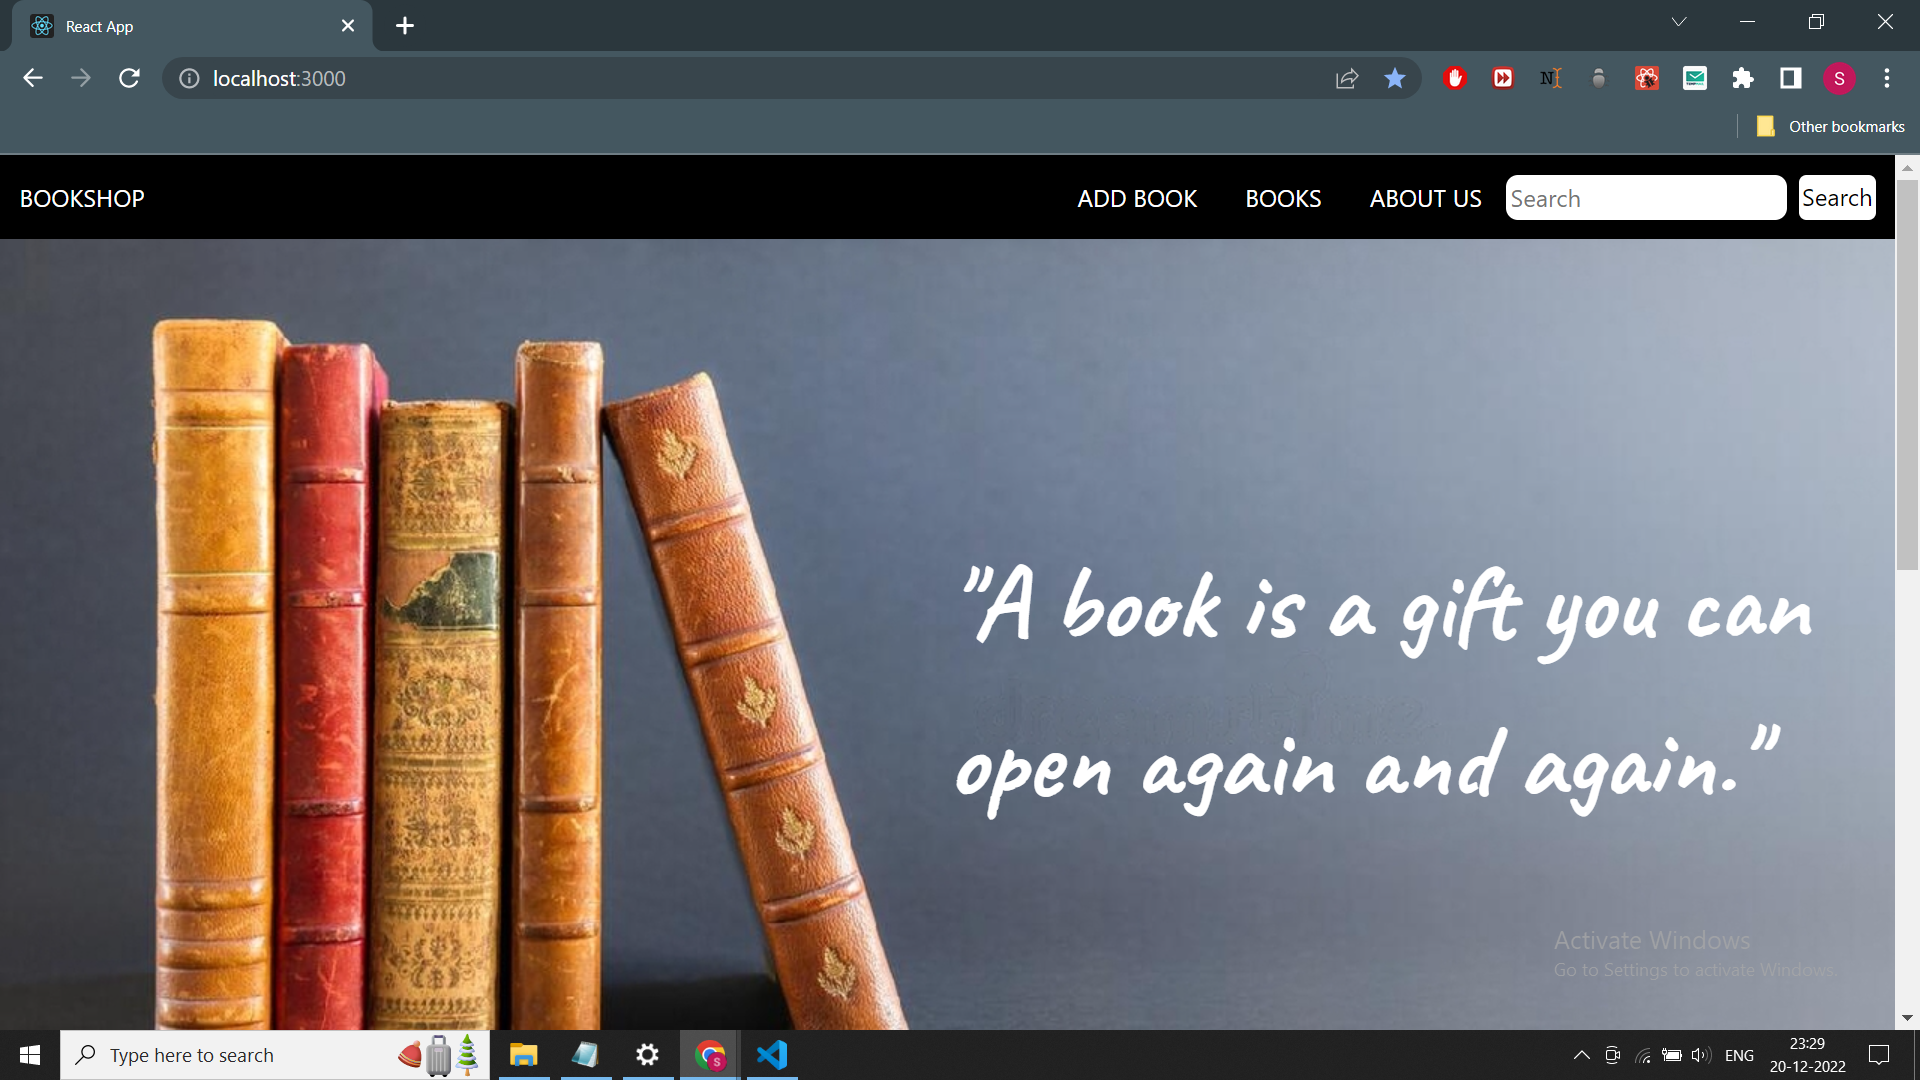 React App
localhost:3000
S
Other bookmarks
BOOKSHOP
ADD BOOK
BOOKS
ABOUT US
Search
Search
"A book is a gift you can
open again and again."
Activate Windows
Go to Settings to activate Windows.
Type here to search
S
ENG
23:29
20-12-2022